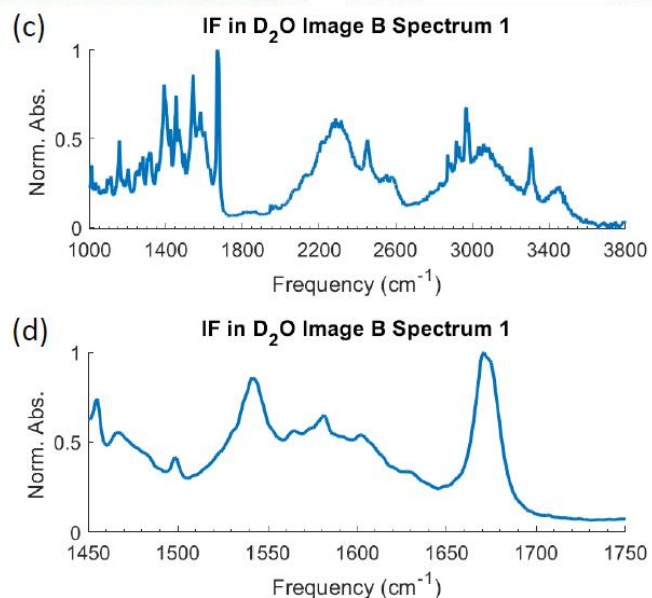 (c)
IF in D₂O Image B Spectrum 1
1
0.5
0
Norm. Abs.
1000 1400 1800 2200 2600 3000 3400 3800
Frequency (cm⁻¹)
(d)
IF in D₂O Image B Spectrum 1
1
0.5
0
Norm. Abs.
1450 1500 1550 1600 1650 1700 1750
Frequency (cm⁻¹)